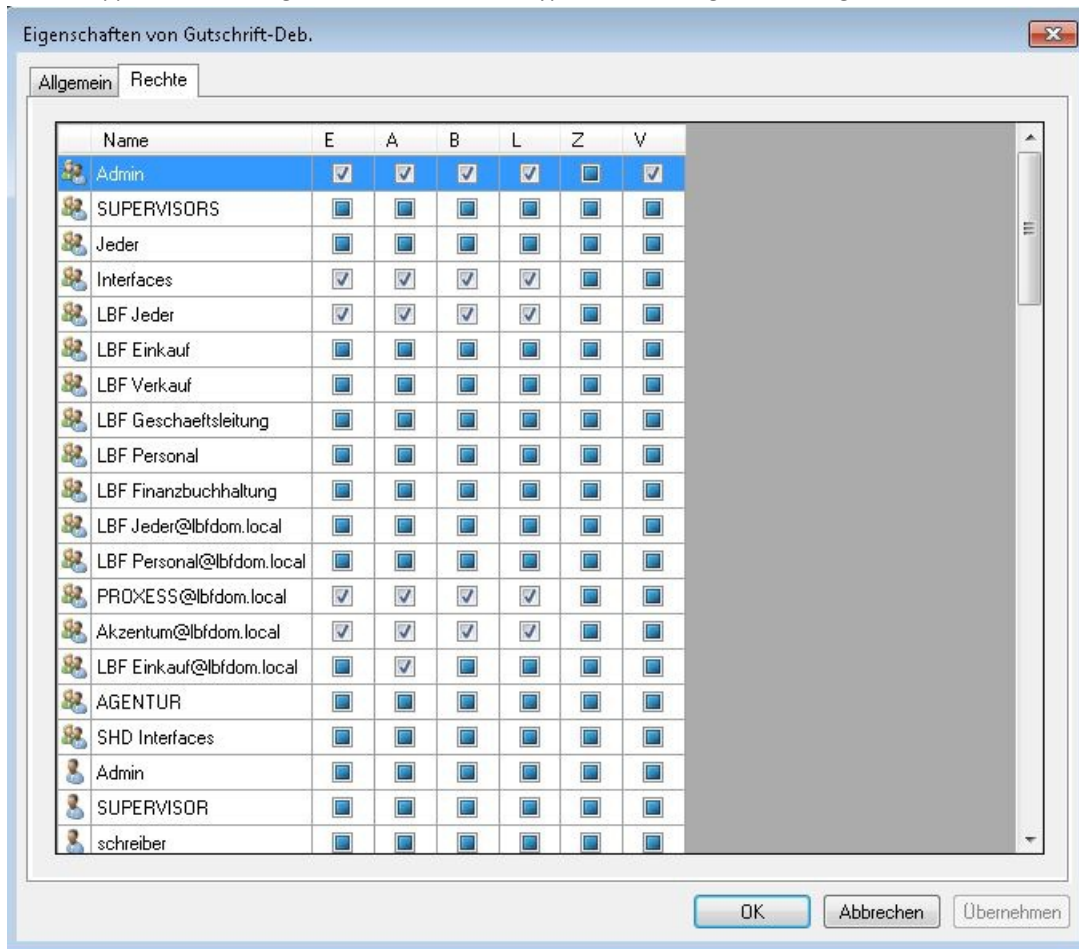 Eigenschaften von Gutschrift-Deb.
Allgemein Rechte
Name E A B L Z V
Admin
SUPERVISORS
Jeder
Interfaces
LBF Jeder
LBF Einkauf
LBF Verkauf
LBF Geschaeftsleitung
LBF Personal
LBF Finanzbuchhaltung
LBF Jeder@lbfdom.local
LBF Personal@lbfdom.local
PROXESS@lbfdom.local
Akzentum@lbfdom.local
LBF Einkauf@lbfdom.local
AGENTUR
SHD Interfaces
Admin
SUPERVISOR
schreiber
OK Abbrechen Übernehmen